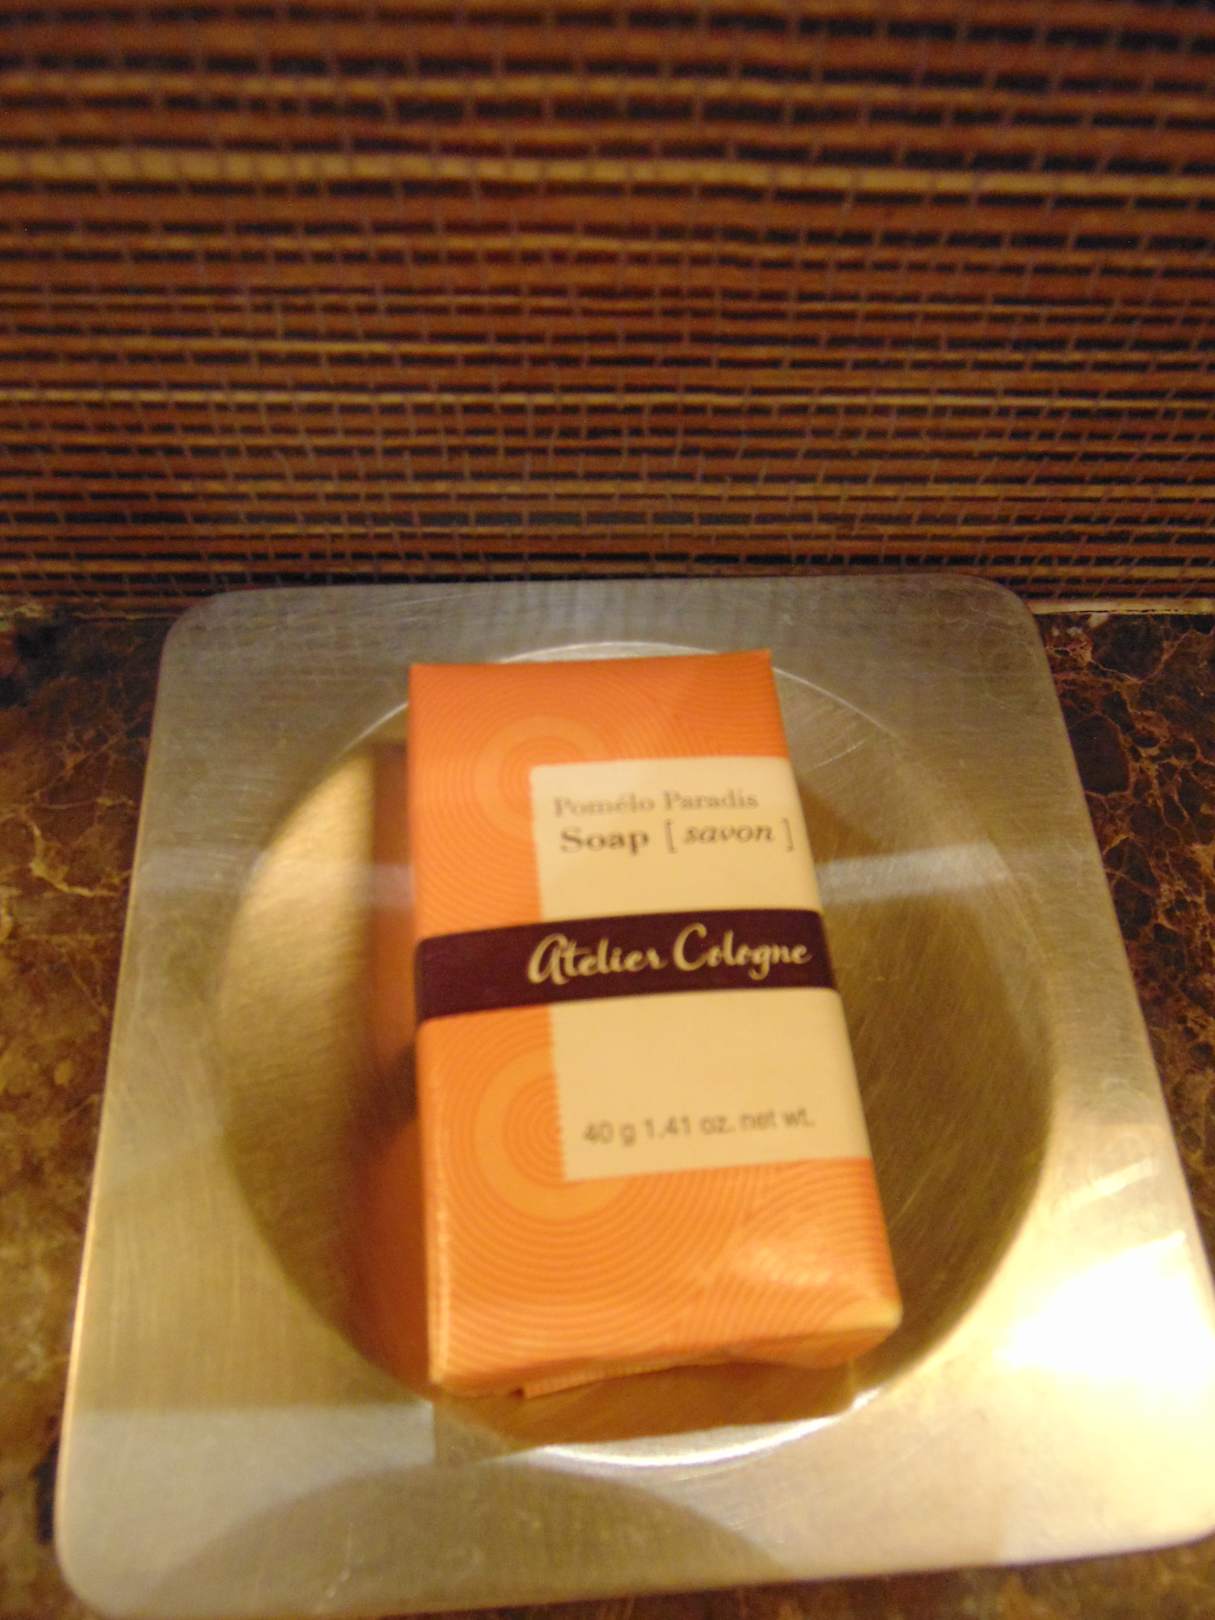 Pomélo Paradis
Soap [savon]
Atelier Cologne
40 g 1.41 oz. net wt.